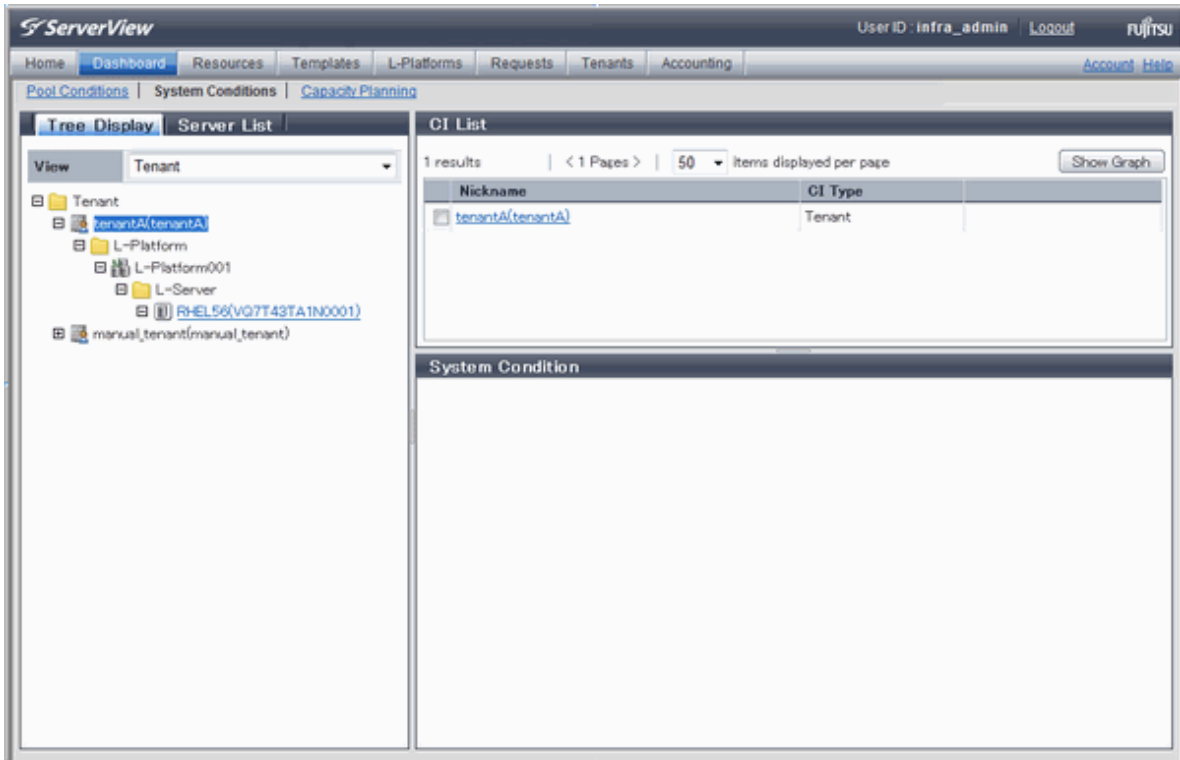 ServerView User ID : infra_admin Logout FUJITSU
Home Dashboard Resources Templates L-Platforms Requests Tenants Accounting Account Help
Pool Conditions | System Conditions | Capacity Planning
Tree Display Server List
View Tenant
Tenant
tenantA(tenantA)
L-Platform
L-Platform001
L-Server
RHEL56(VQ7T43TA1N0001)
manual_tenant(manual_tenant)
CI List
1 results | < 1 Pages > | 50 items displayed per page Show Graph
Nickname CI Type
tenantA(tenantA) Tenant
System Condition